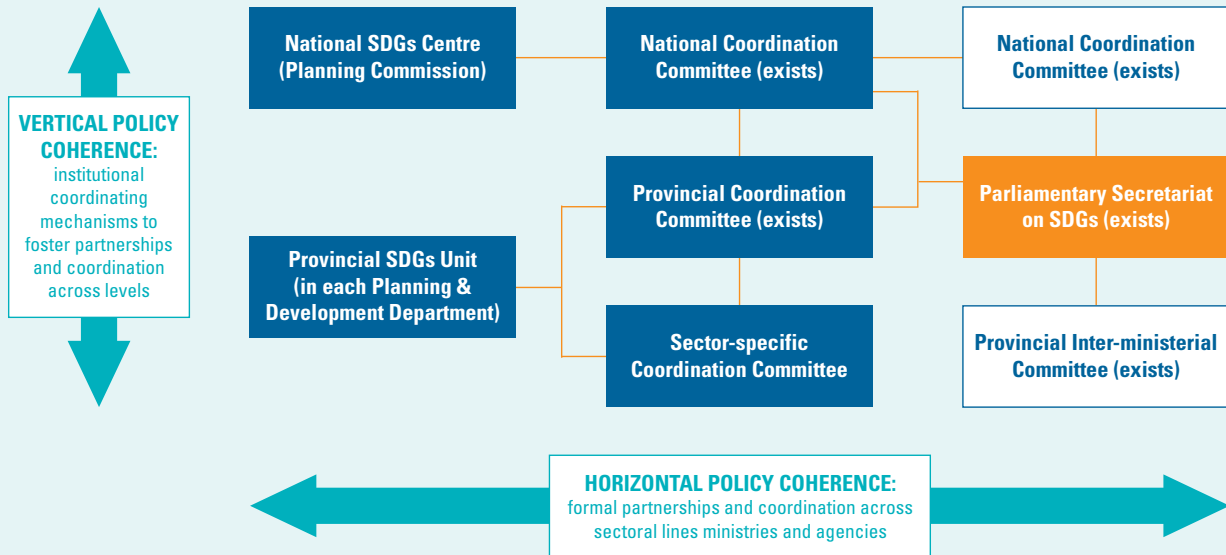 VERTICAL POLICY
COHERENCE:
institutional
coordinating
mechanisms to
foster partnerships
and coordination
across levels
National SDGs Centre
(Planning Commission)
National Coordination
Committee (exists)
National Coordination
Committee (exists)
Provincial Coordination
Committee (exists)
Parliamentary Secretariat
on SDGs (exists)
Provincial SDGs Unit
(in each Planning &
Development Department)
Sector-specific
Coordination Committee
Provincial Inter-ministerial
Committee (exists)
HORIZONTAL POLICY COHERENCE:
formal partnerships and coordination across
sectoral lines ministries and agencies